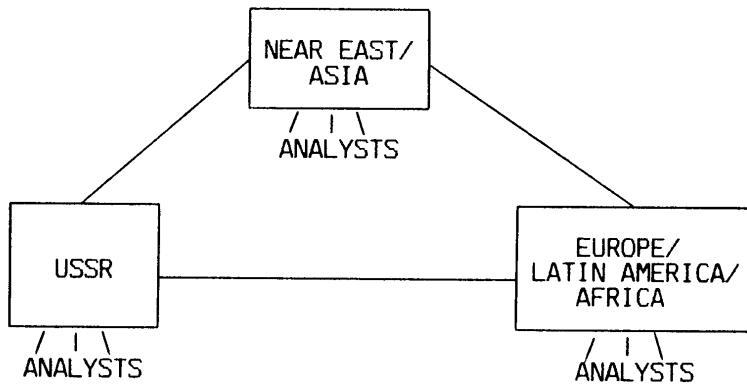 NEAR EAST/
ASIA
ANALYSTS
USSR
ANALYSTS
EUROPE/
LATIN AMERICA/
AFRICA
ANALYSTS